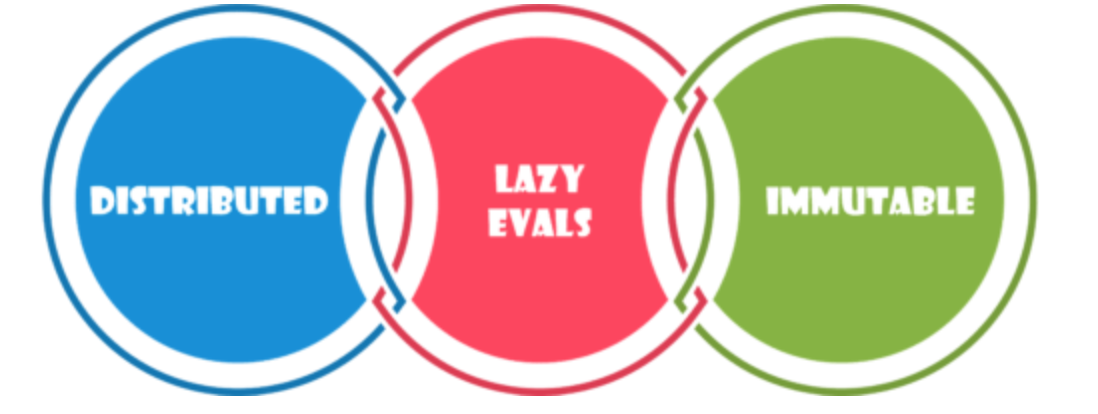 DISTRIBUTED
LAZY
EVALS
IMMUTABLE